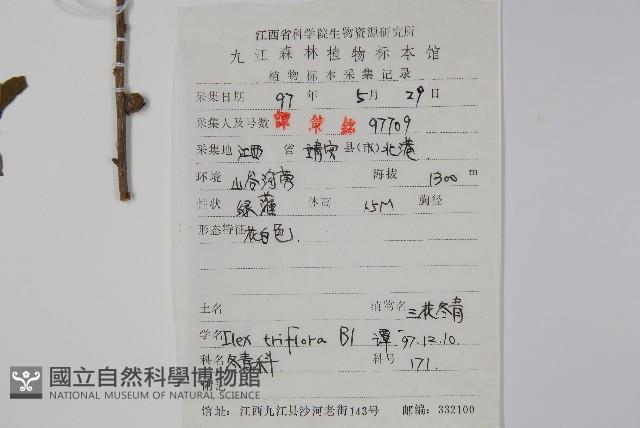 江西省科学院生物资源研究所
九江森林植物标本馆
植物标本采集记录
采集日期 97 年 5 月 29 日
采集人及号数 譚策铭 97709
采集地 江西 省 靖安 县(市) 北港
环境 山谷河旁 海拔 1300 m
性状 绿灌 体高 1.5M 胸径
形态特征 花白色
土名 植物名 三花冬青
学名 Ilex triflora Bl 譚 97.12.10.
科名 冬青科 科号 171.
附记
國立自然科學博物館
NATIONAL MUSEUM OF NATURAL SCIENCE
馆址: 江西九江县沙河老街143号 邮编: 332100